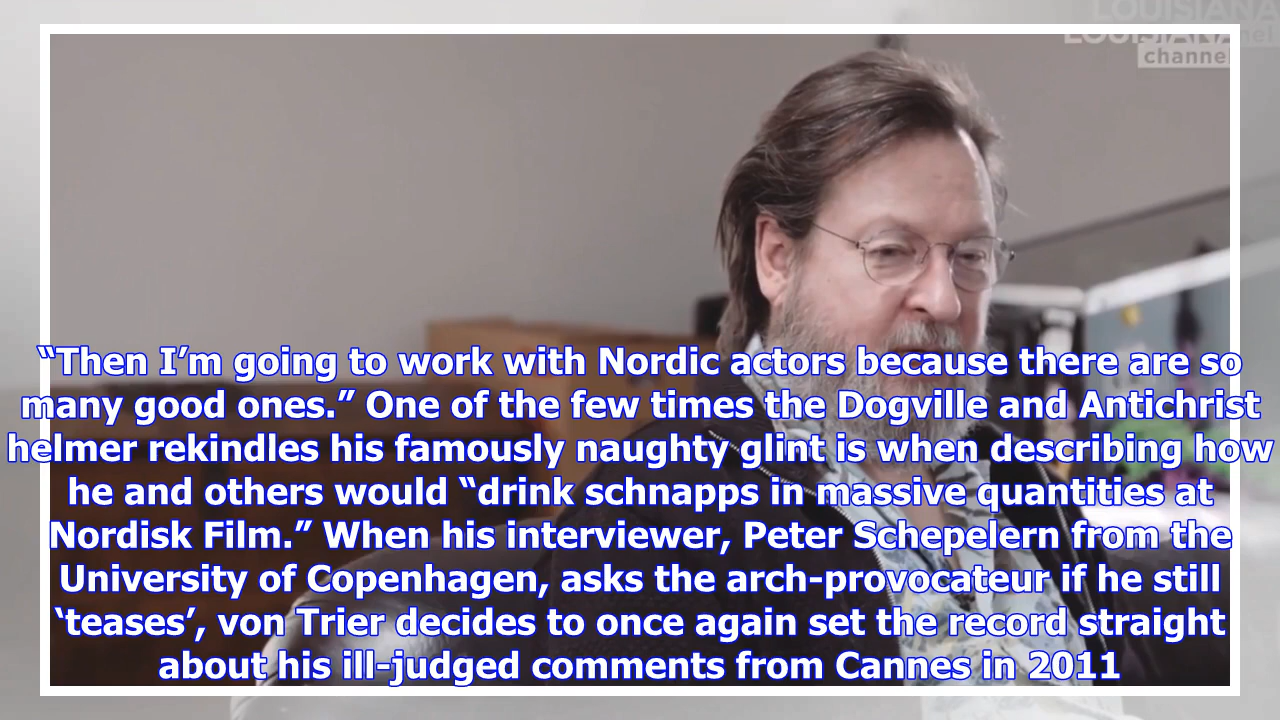 LOUISIANA
LOUISIANA
channel
“Then I’m going to work with Nordic actors because there are so
many good ones.” One of the few times the Dogville and Antichrist
helmer rekindles his famously naughty glint is when describing how
he and others would “drink schnapps in massive quantities at
Nordisk Film.” When his interviewer, Peter Schepelern from the
University of Copenhagen, asks the arch-provocateur if he still
‘teases’, von Trier decides to once again set the record straight
about his ill-judged comments from Cannes in 2011